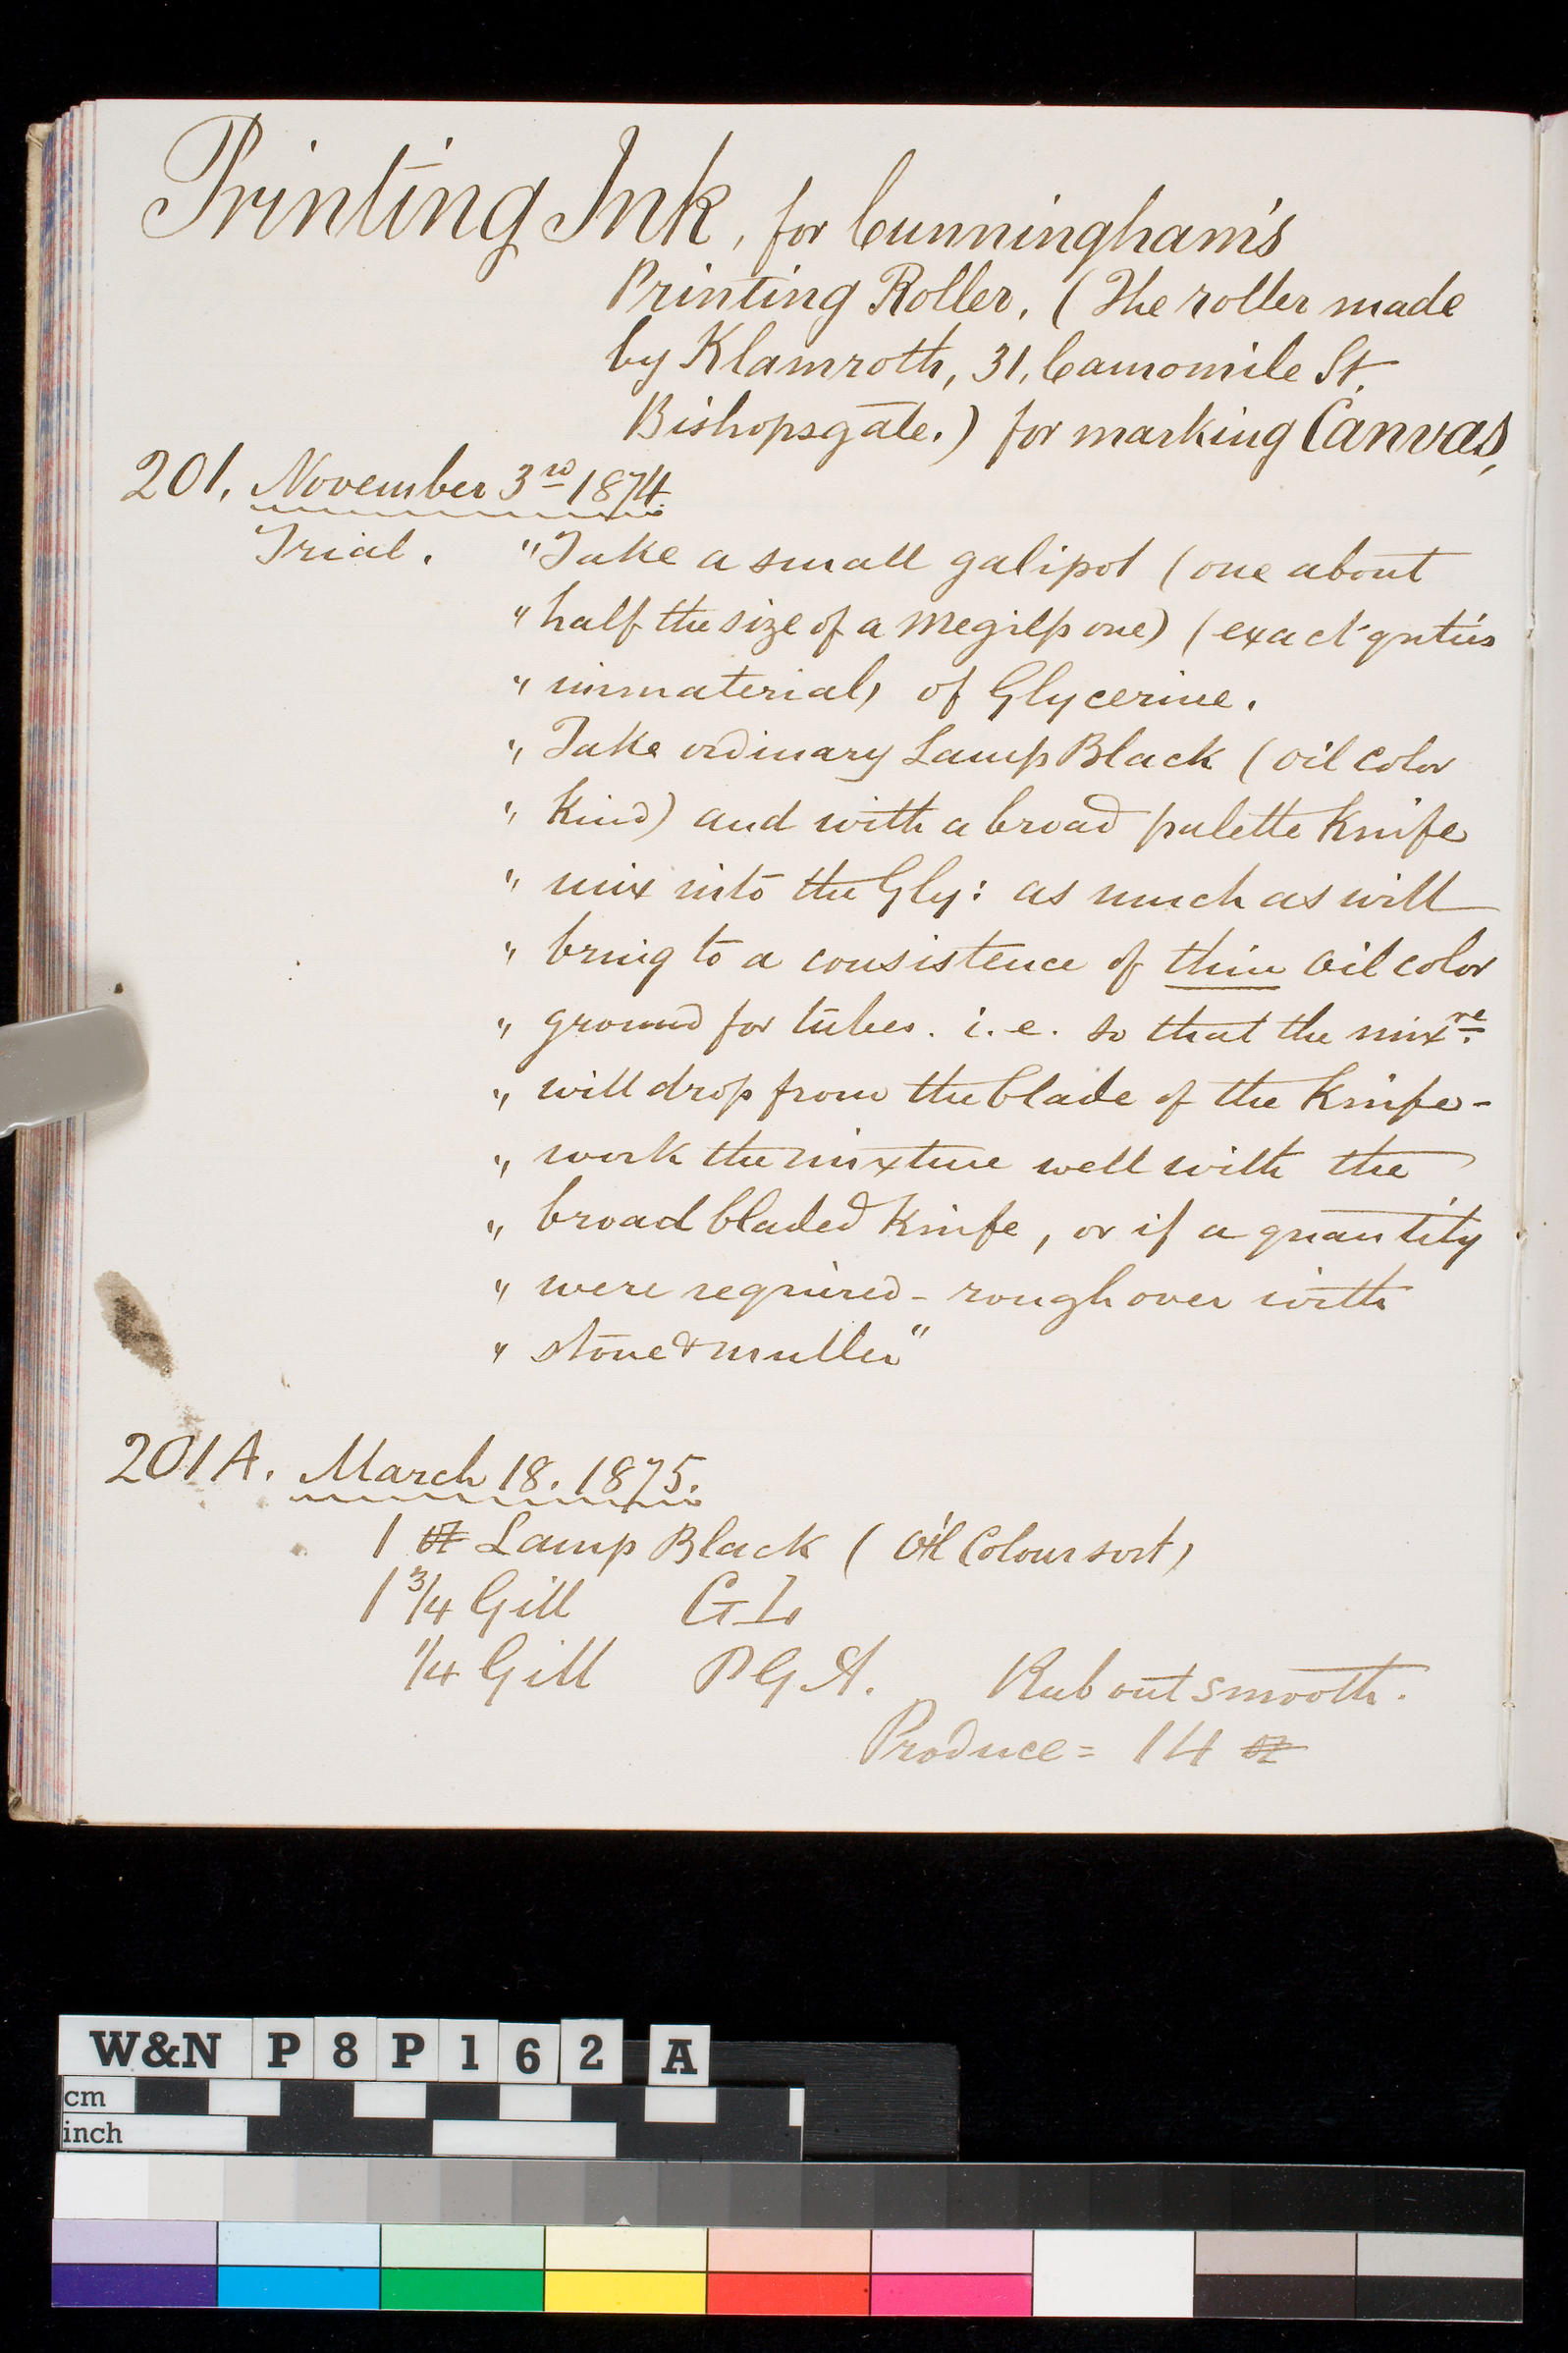 Printing Ink, for Cunningham's
Printing Roller. (The roller made
by Klamroth, 31, Camomile St.
Bishopsgate.) for marking Canvas,
201. November 3rd 1874.
Trial. "Take a small galipot (one about
" half the size of a Megilp one) (exact qnties
" immaterial) of Glycerine.
" Take ordinary Lamp Black (oil color
" kind) and with a broad palette knife
" mix into the Gly: as much as will
" bring to a consistence of thin oil color
" ground for tubes. i.e. so that the mixre.
" will drop from the blade of the knife -
" work the mixture well with the
" broad bladed knife, or if a quantity
" were required - rough over with
" stone & muller"
201A. March 18. 1875.
1 oz Lamp Black (Oil Colour sort)
1 3/4 Gill GL
1/4 Gill PGA. Rub out smooth.
Produce = 14 oz
W&N P8P162 A
cm
inch